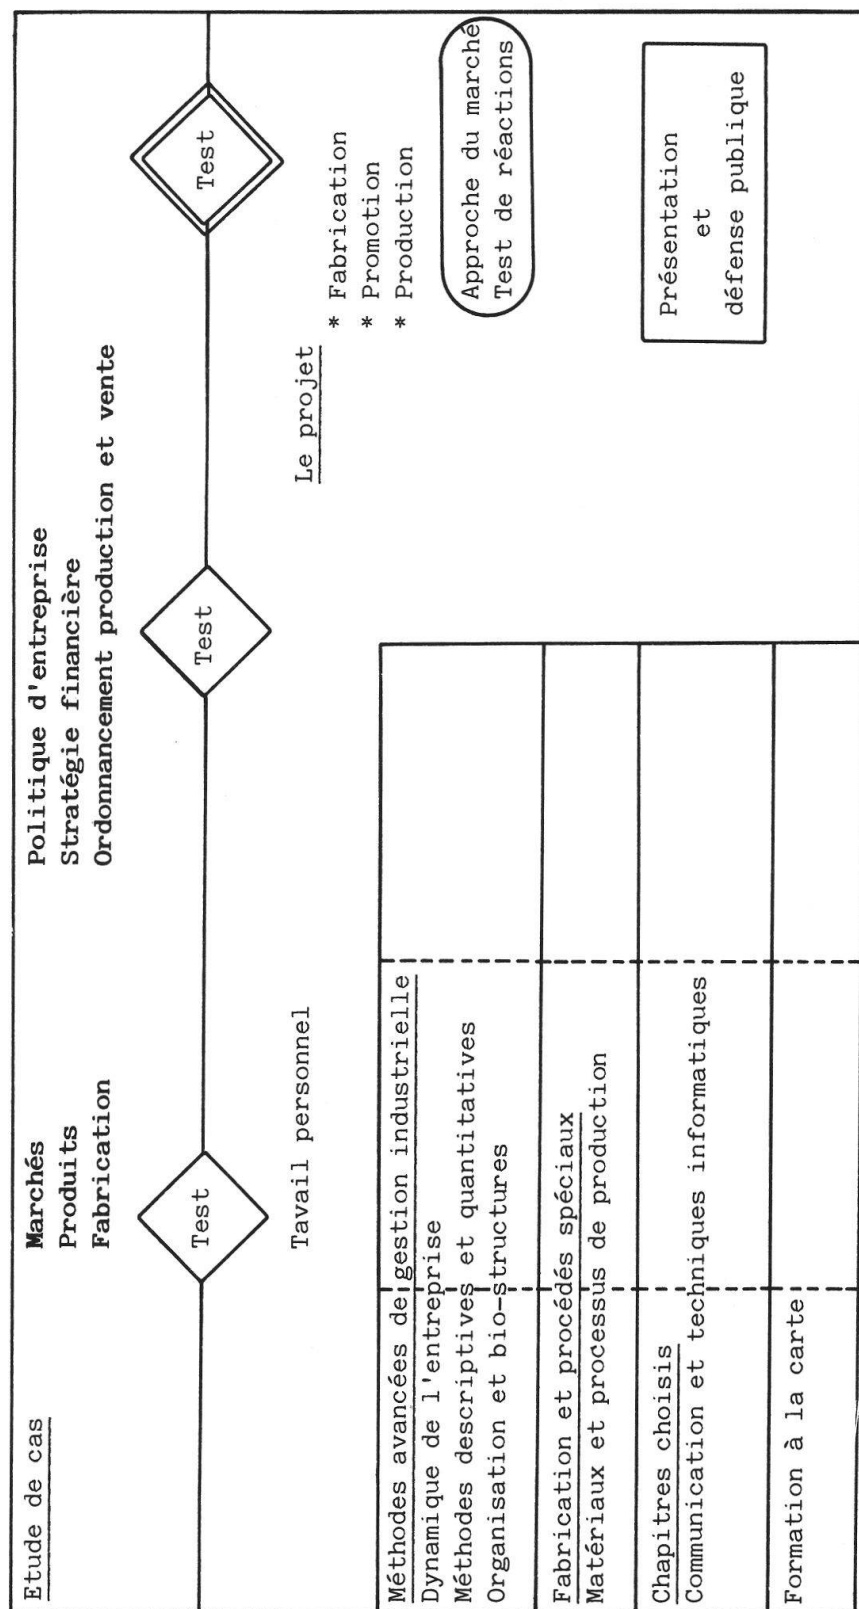 Etude de cas
Marchés
Produits
Fabrication
Politique d'entreprise
Stratégie financière
Ordonnancement production et vente
Test
Test
Test
Tavail personnel
Le projet
* Fabrication
* Promotion
* Production
Approche du marché
Test de réactions
Présentation
et
défense publique
Méthodes avancées de gestion industrielle
Dynamique de l'entreprise
Méthodes descriptives et quantitatives
Organisation et bio-structures
Fabrication et procédés spéciaux
Matériaux et processus de production
Chapitres choisis
Communication et techniques informatiques
Formation à la carte